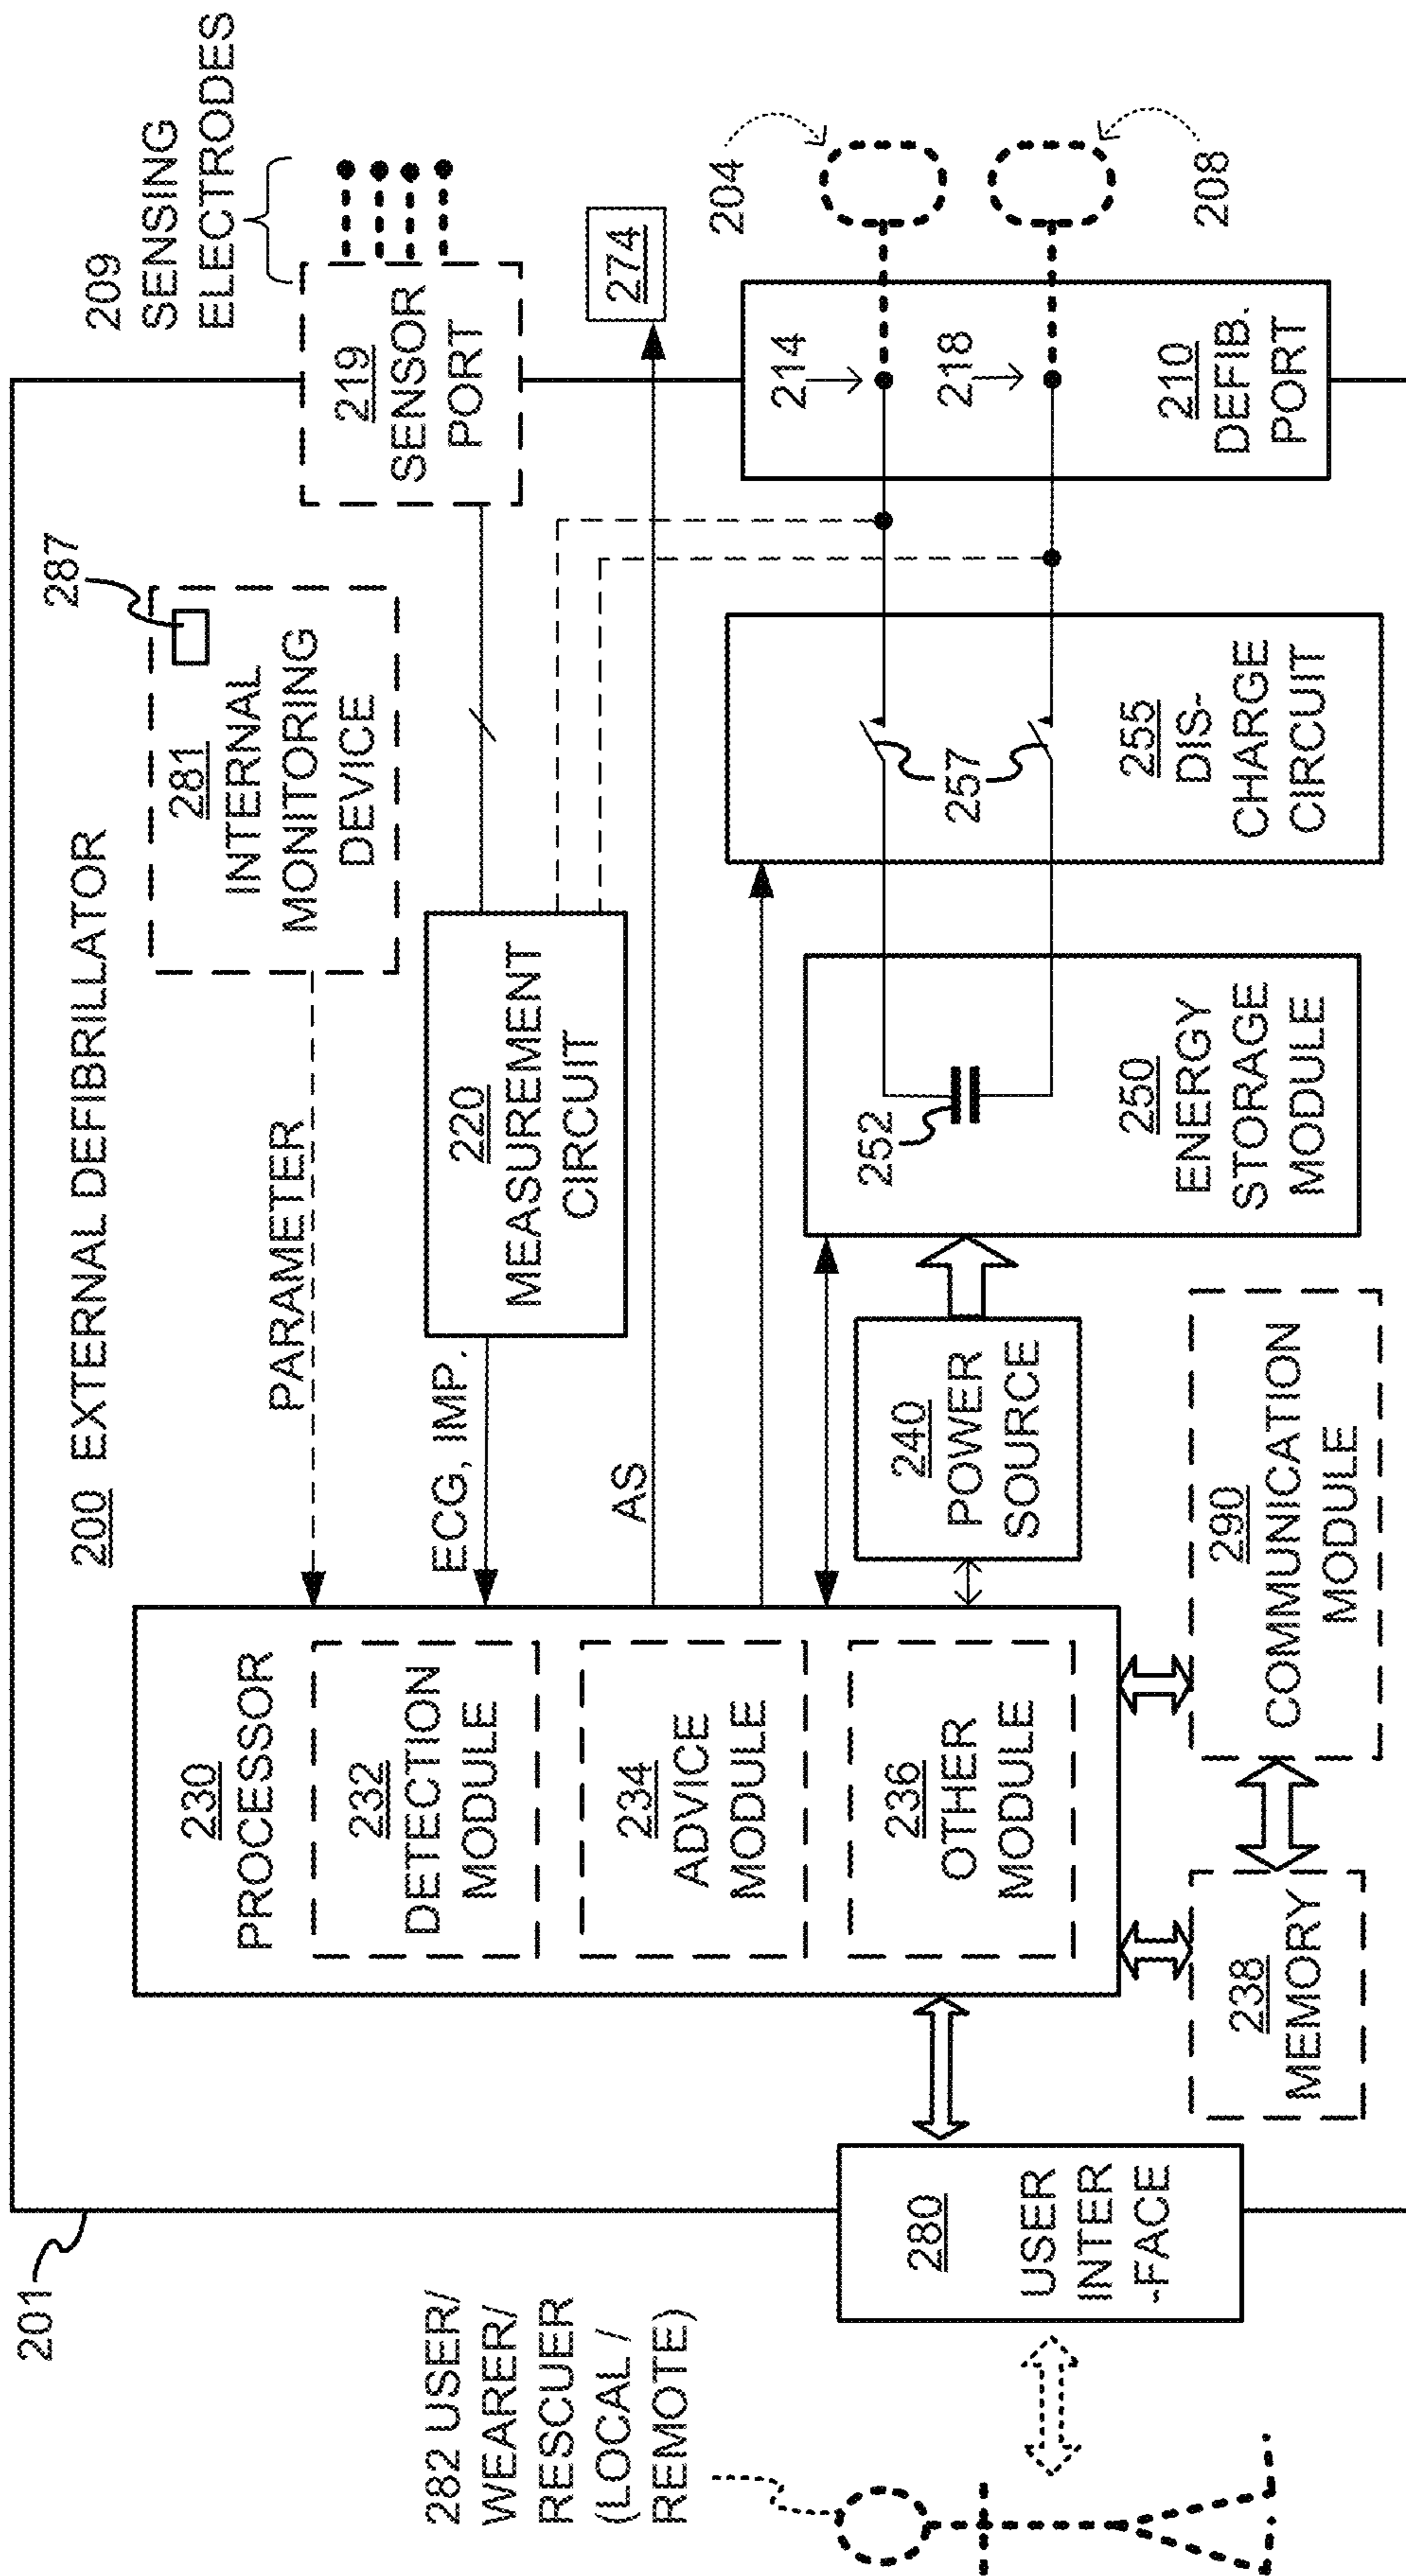 200 EXTERNAL DEFIBRILLATOR
201
209
SENSING
ELECTRODES
287
281
INTERNAL
MONITORING
DEVICE
219
SENSOR
PORT
PARAMETER
230
PROCESSOR
232
DETECTION
MODULE
234
ADVICE
MODULE
236
OTHER
MODULE
ECG, IMP.
220
MEASUREMENT
CIRCUIT
AS
274
282 USER/
WEARER/
RESCUER
(LOCAL /
REMOTE)
280
USER
INTER
-FACE
240
POWER
SOURCE
252
250
ENERGY
STORAGE
MODULE
257
255
DIS-
CHARGE
CIRCUIT
214
218
210
DEFIB.
PORT
204
208
238
MEMORY
290
COMMUNICATION
MODULE